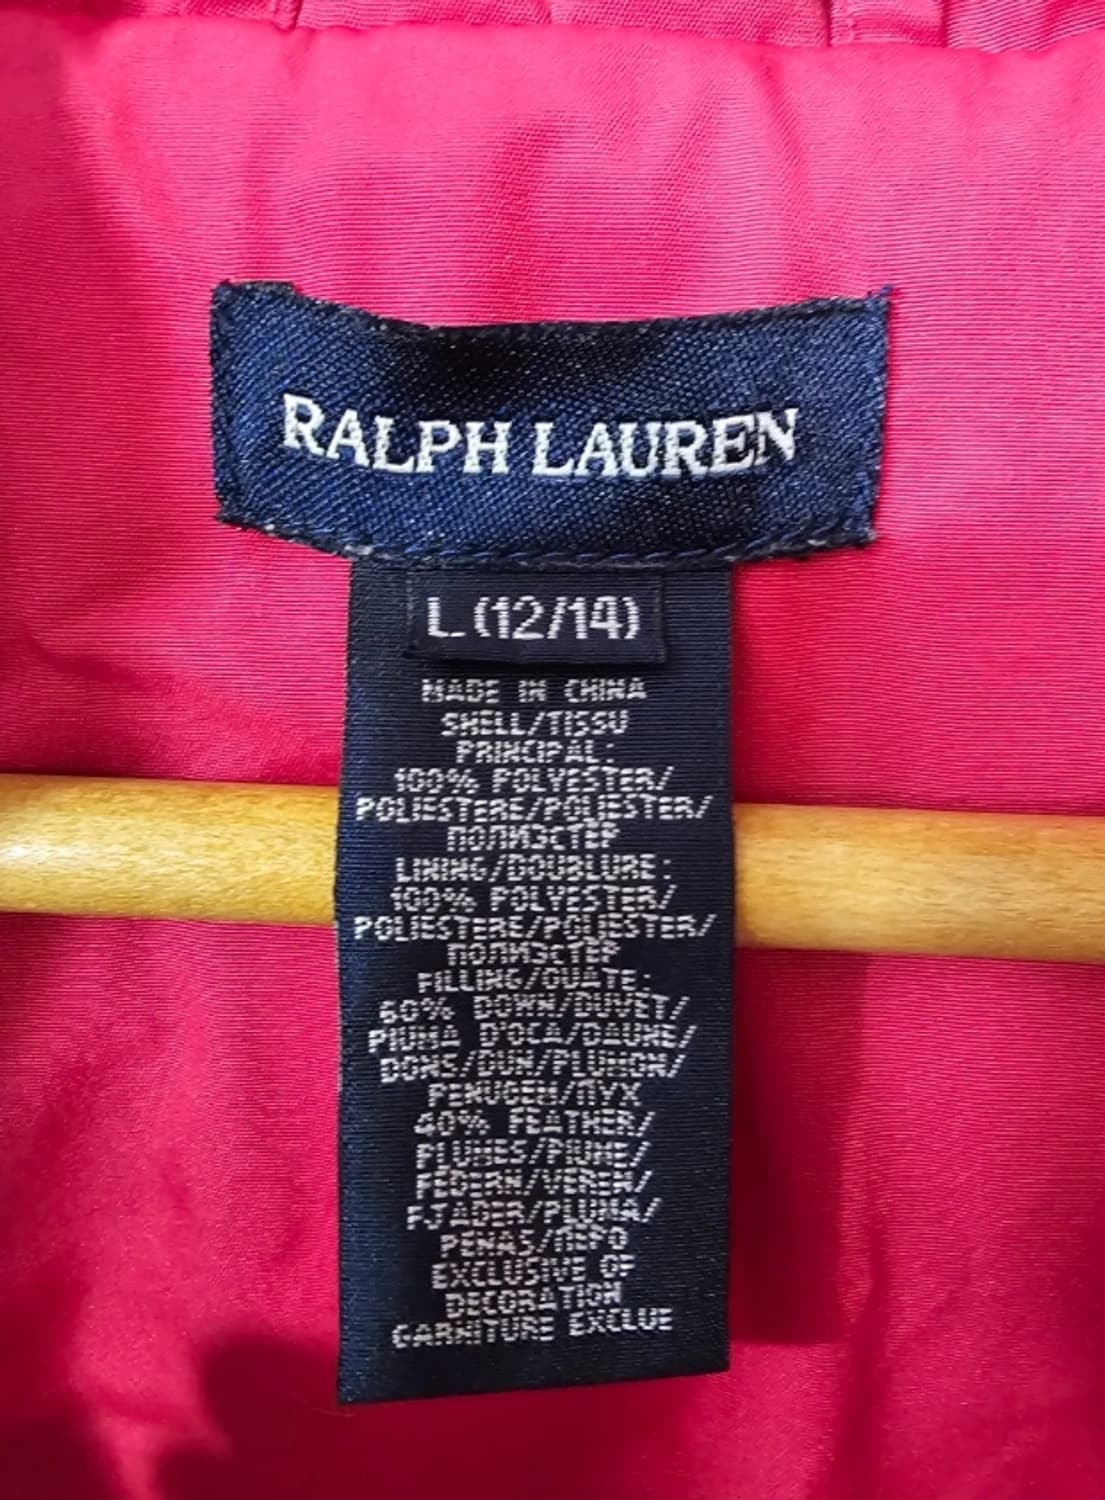 RALPH LAUREN
L (12/14)
MADE IN CHINA
SHELL/TISSU
PRINCIPAL:
100% POLYESTER/
POLIESTERE/POLIESTER/
ПОЛИЭСТЕР
LINING/DOUBLURE:
100% POLYESTER/
POLIESTERE/POLIESTER/
ПОЛИЭСТЕР
FILLING/OUATE:
60% DOWN/DUVET/
PIUMA D'OCA/DAUNE/
DONS/DUN/PLUMON/
PENUGEM/ПУХ
40% FEATHER/
PLUMES/PIUME/
FEDERN/VEREN/
FJADER/PLUMA/
PENAS/ПЕРО
EXCLUSIVE OF
DECORATION
GARNITURE EXCLUE